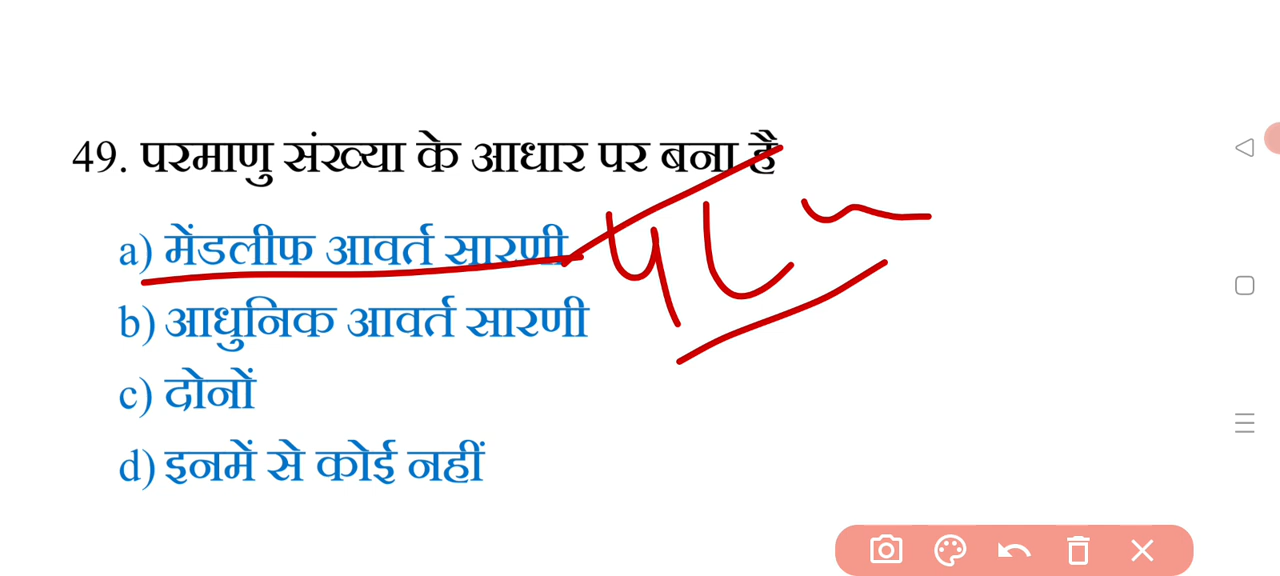 49. परमाणु संख्या के आधार पर बना है
a) मेंडलीफ आवर्त सारणी
b) आधुनिक आवर्त सारणी
c) दोनों
d) इनमें से कोई नहीं